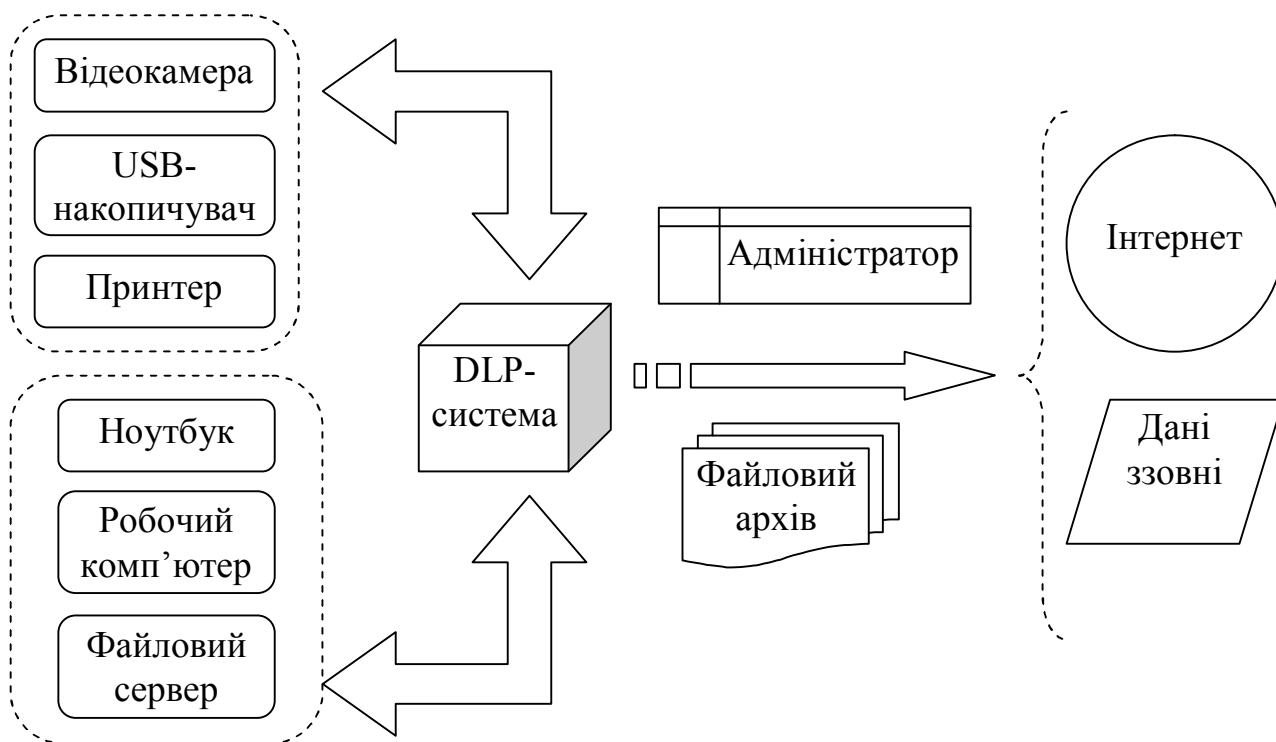 Відеокамера
USB-
накопичувач
Принтер
Ноутбук
Робочий
комп’ютер
Файловий
сервер
DLP-
система
Адміністратор
Файловий
архів
Інтернет
Дані
ззовні